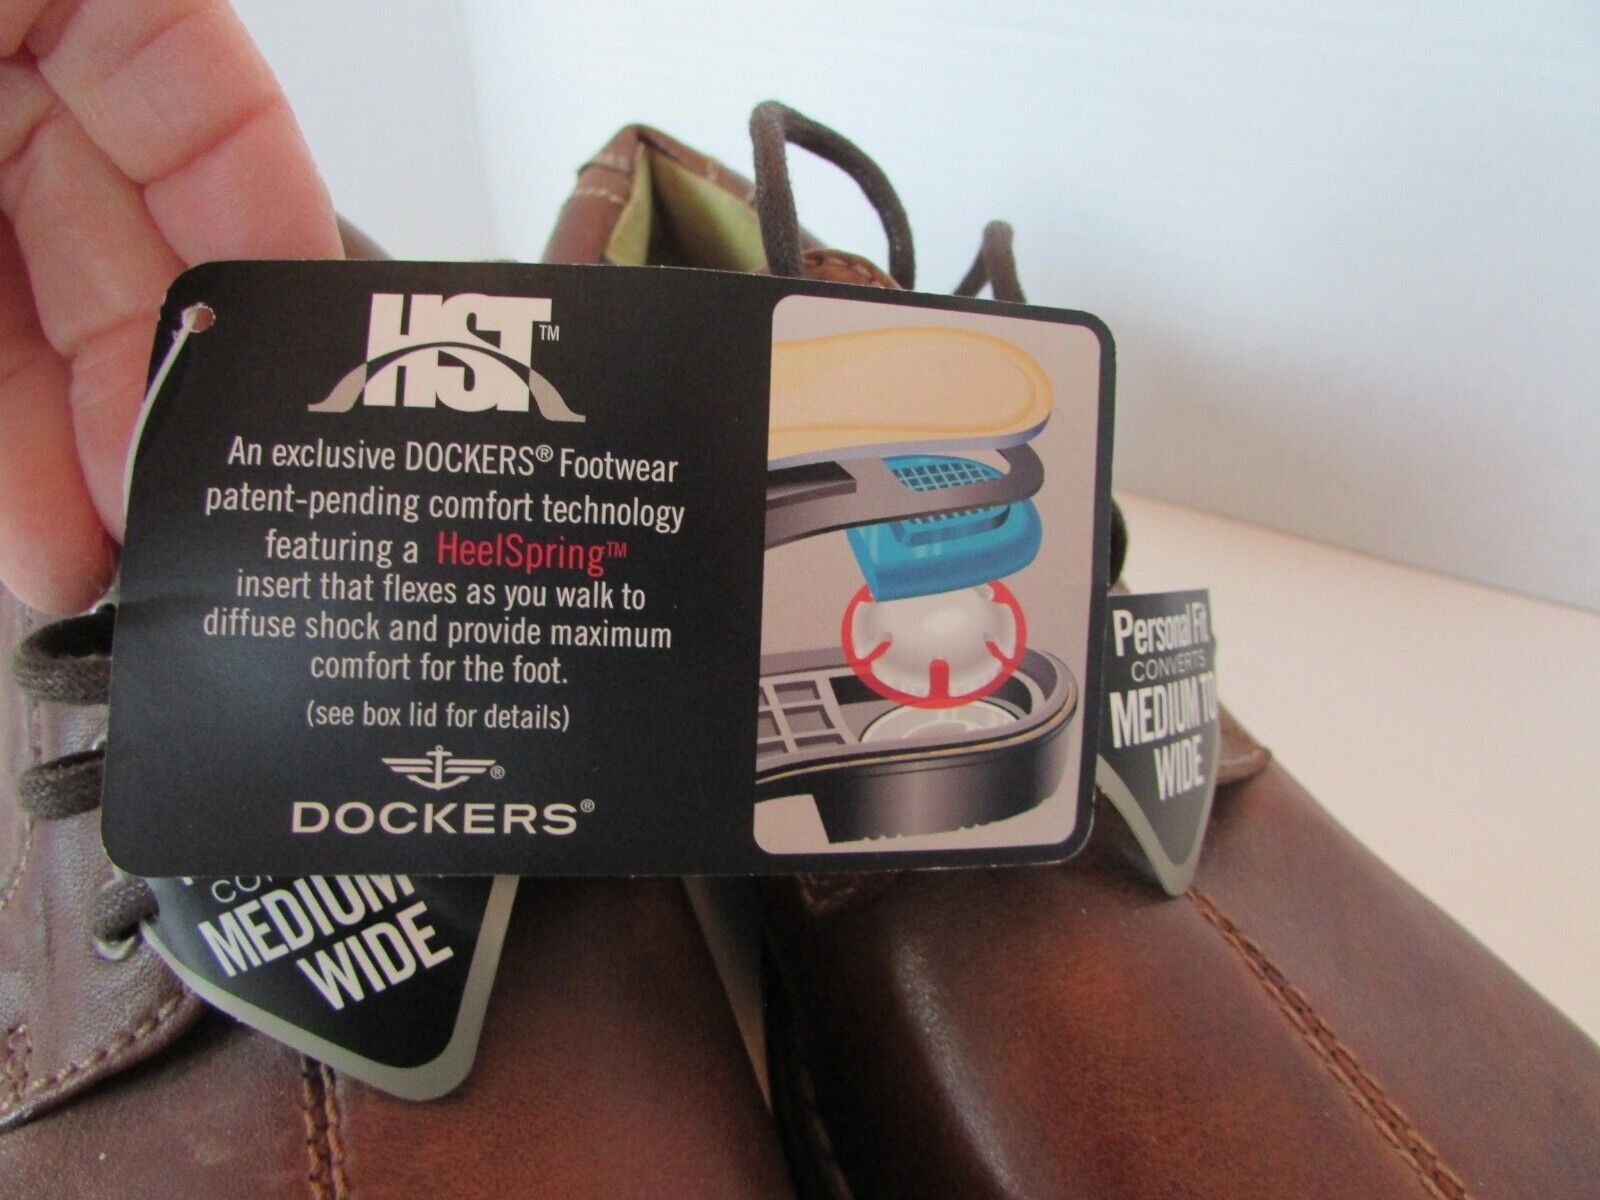 HST™
An exclusive DOCKERS® Footwear
patent-pending comfort technology
featuring a HeelSpring™
insert that flexes as you walk to
diffuse shock and provide maximum
comfort for the foot.
(see box lid for details)
®
DOCKERS®
Personal Fit
CONVERTS
MEDIUM TO
WIDE
MEDIUM
WIDE